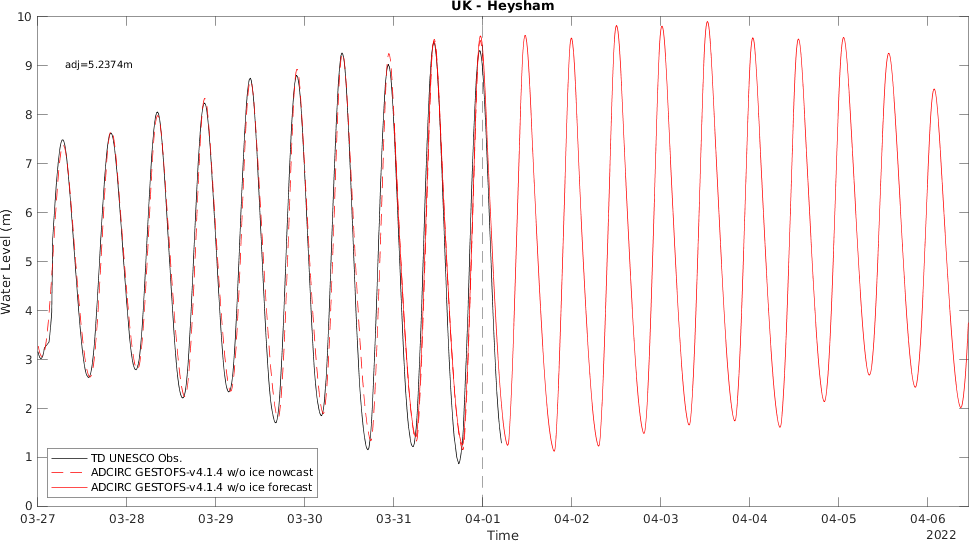 UK - Heysham
10
9
8
7
6
5
4
3
2
1
0
Water Level (m)
adj=5.2374m
TD UNESCO Obs.
ADCIRC GESTOFS-v4.1.4 w/o ice nowcast
ADCIRC GESTOFS-v4.1.4 w/o ice forecast
03-27 03-28 03-29 03-30 03-31 04-01 04-02 04-03 04-04 04-05 04-06
Time
2022